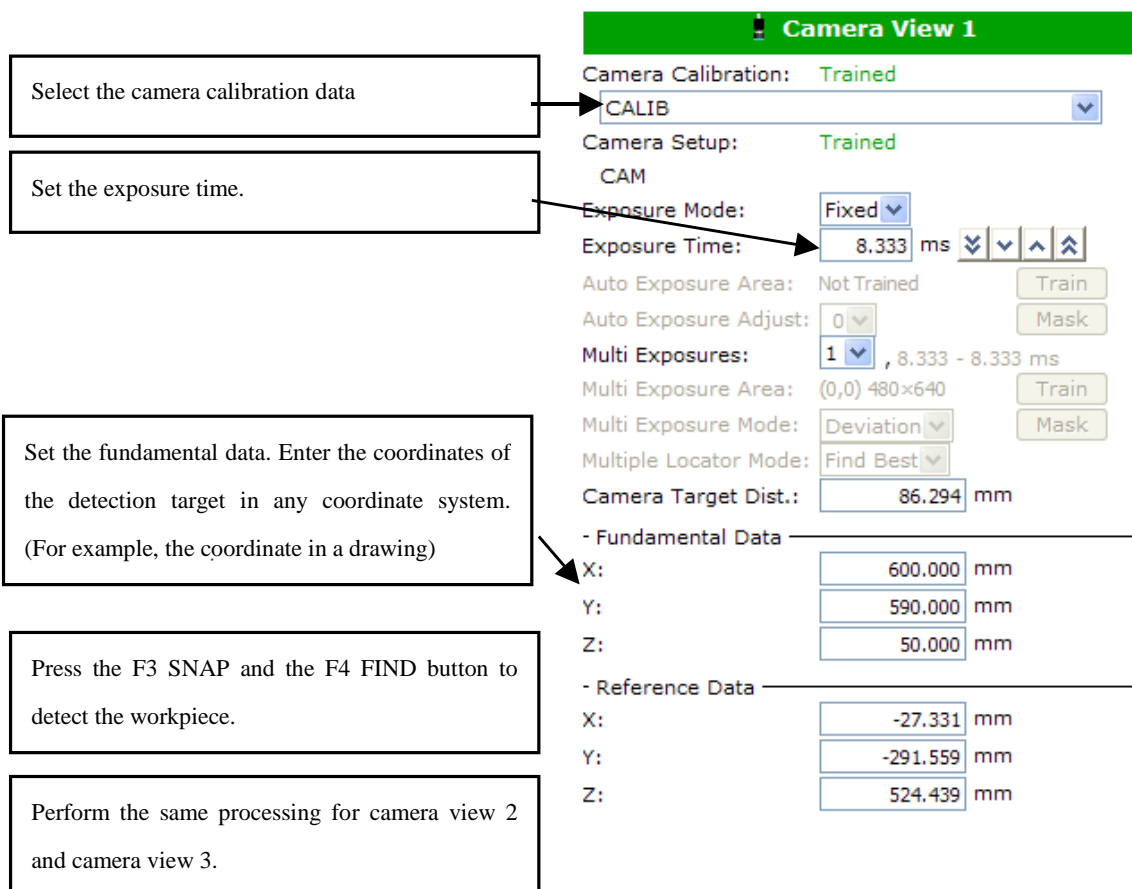 Camera View 1
Select the camera calibration data
Camera Calibration: Trained
CALIB
Camera Setup: Trained
CAM
Set the exposure time.
Exposure Mode: Fixed
Exposure Time: 8.333 ms
Auto Exposure Area: Not Trained Train
Auto Exposure Adjust: 0 Mask
Multi Exposures: 1 , 8.333 - 8.333 ms
Multi Exposure Area: (0,0) 480×640 Train
Multi Exposure Mode: Deviation Mask
Multiple Locator Mode: Find Best
Camera Target Dist.: 86.294 mm
Set the fundamental data. Enter the coordinates of
the detection target in any coordinate system.
(For example, the coordinate in a drawing)
- Fundamental Data
X: 600.000 mm
Y: 590.000 mm
Z: 50.000 mm
Press the F3 SNAP and the F4 FIND button to
detect the workpiece.
- Reference Data
X: -27.331 mm
Y: -291.559 mm
Z: 524.439 mm
Perform the same processing for camera view 2
and camera view 3.